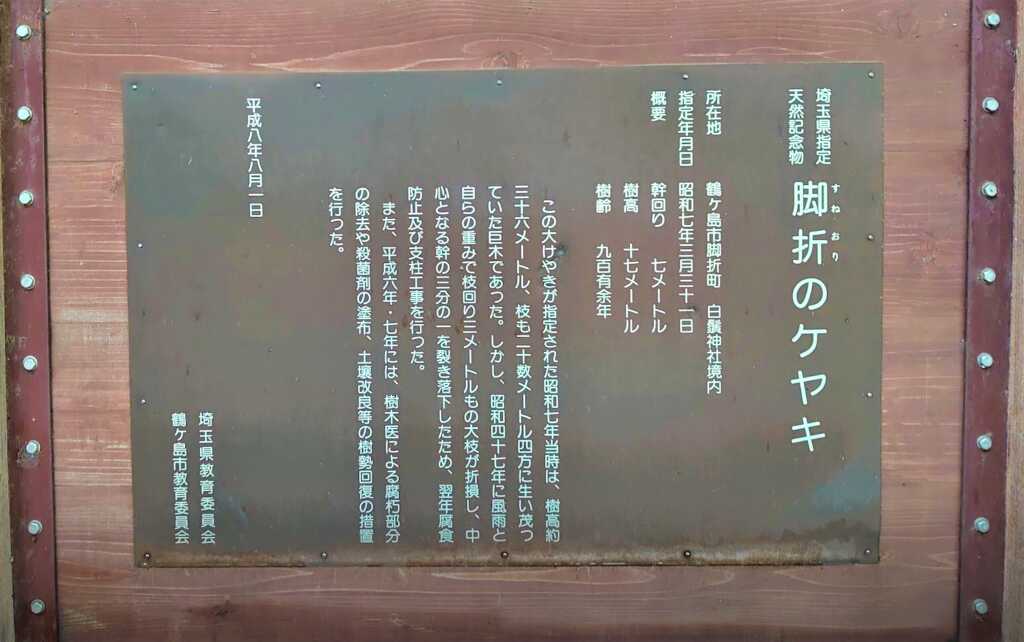 埼玉県指定
天然記念物
脚折のケヤキ
すねおり
所在地 鶴ケ島市脚折町 白鬚神社境内
指定年月日 昭和七年三月三十一日
概要 幹回り 七メートル
樹高 十七メートル
樹齢 九百有余年
この大けやきが指定された昭和七年当時は、樹高約
三十六メートル、枝も二十数メートル四方に生い茂っ
ていた巨木であった。しかし、昭和四十七年に風雨と
自らの重みで枝回り三メートルもの大枝が折損し、中
心となる幹の三分の一を裂き落下したため、翌年腐食
防止及び支柱工事を行った。
また、平成六年・七年には、樹木医による腐朽部分
の除去や殺菌剤の塗布、土壌改良等の樹勢回復の措置
を行った。
平成八年八月一日
埼玉県教育委員会
鶴ケ島市教育委員会